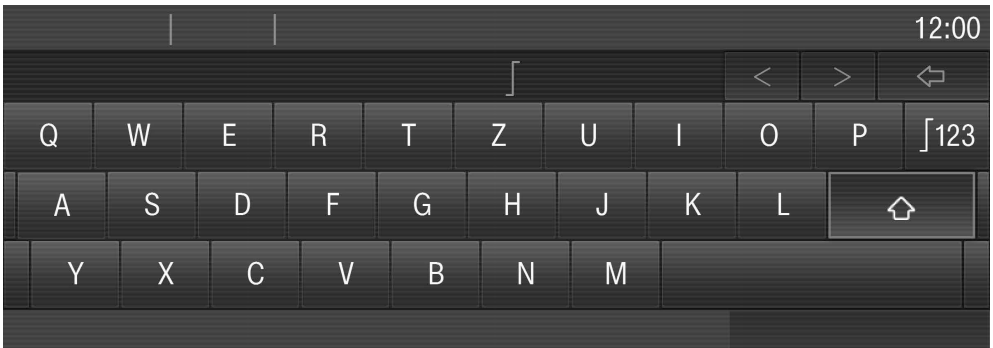 12:00
< >
Q W E R T Z U I O P ⌠123
A S D F G H J K L
Y X C V B N M